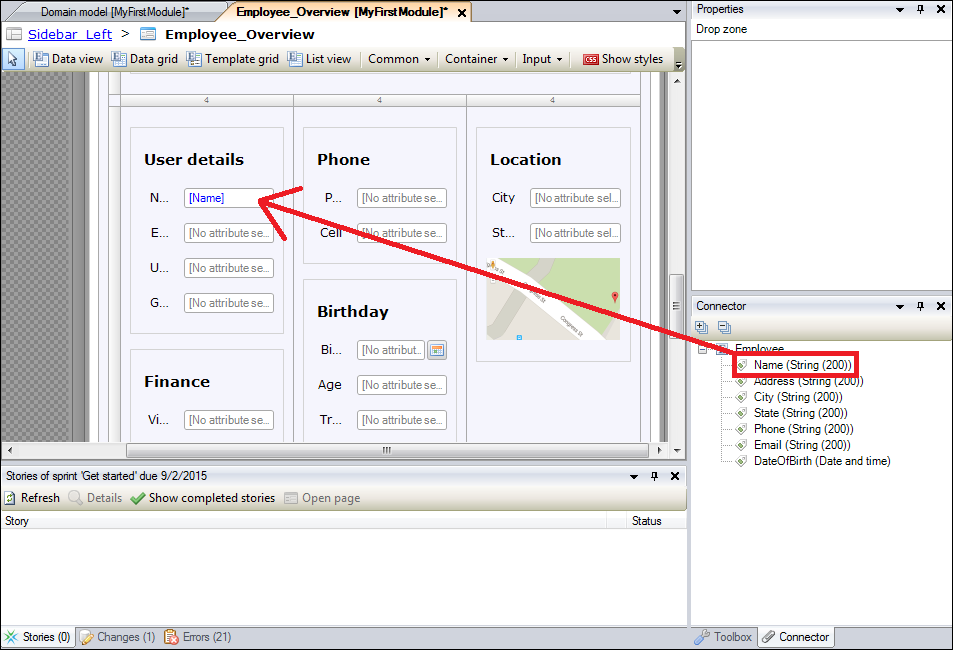 Domain model [MyFirstModule]*
Employee_Overview [MyFirstModule]*
Sidebar_Left > Employee_Overview
Data view Data grid Template grid List view Common Container Input CSS Show styles
4 4 4
User details
N... [Name]
E... [No attribute se...
U... [No attribute se...
G... [No attribute se...
Finance
Vi... [No attribute se...
Phone
P... [No attribute se...
Cell [No attribute se...
Birthday
Bi... [No attribut...
Age [No attribute se...
Tr... [No attribute se...
Location
City [No attribute sel...
St... [No attribute sel...
Congress St
Properties
Drop zone
Connector
Employee
Name (String (200))
Address (String (200))
City (String (200))
State (String (200))
Phone (String (200))
Email (String (200))
DateOfBirth (Date and time)
Toolbox Connector
Stories of sprint 'Get started' due 9/2/2015
Refresh Details Show completed stories Open page
Story Status
Stories (0) Changes (1) Errors (21)